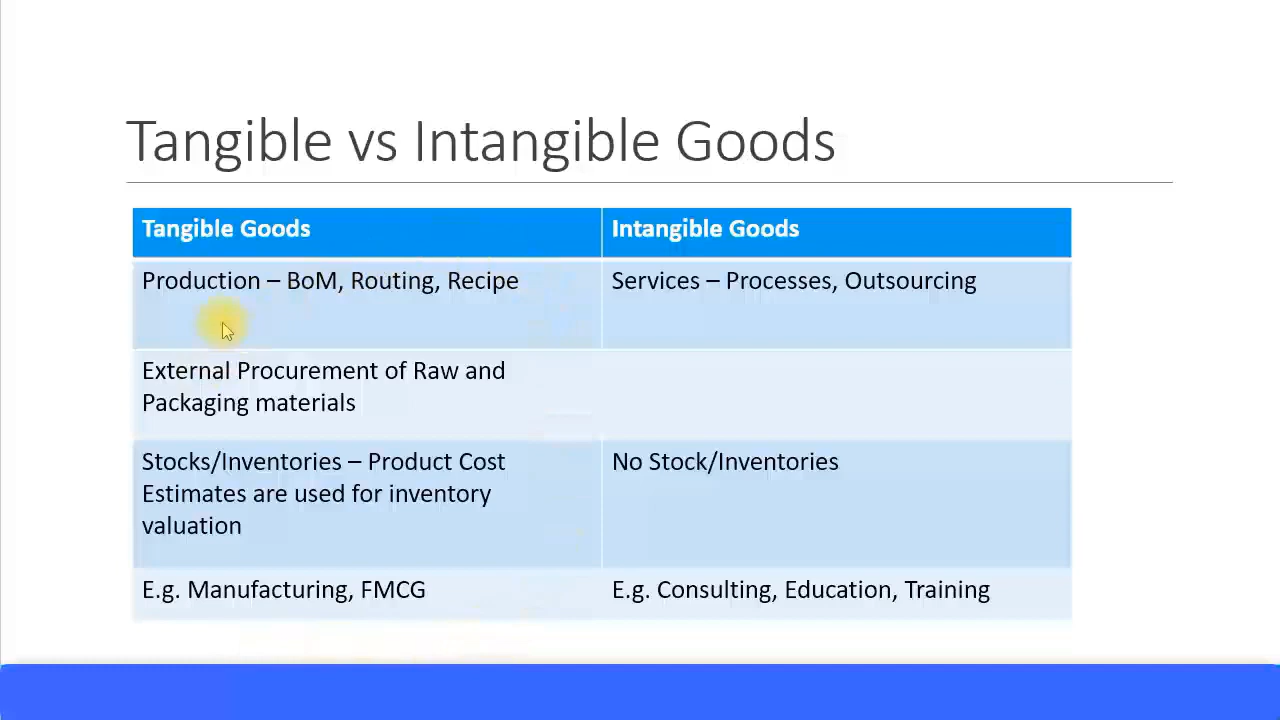 Tangible vs Intangible Goods
Tangible Goods
Intangible Goods
Production – BoM, Routing, Recipe
Services – Processes, Outsourcing
External Procurement of Raw and
Packaging materials
Stocks/Inventories – Product Cost
Estimates are used for inventory
valuation
No Stock/Inventories
E.g. Manufacturing, FMCG
E.g. Consulting, Education, Training